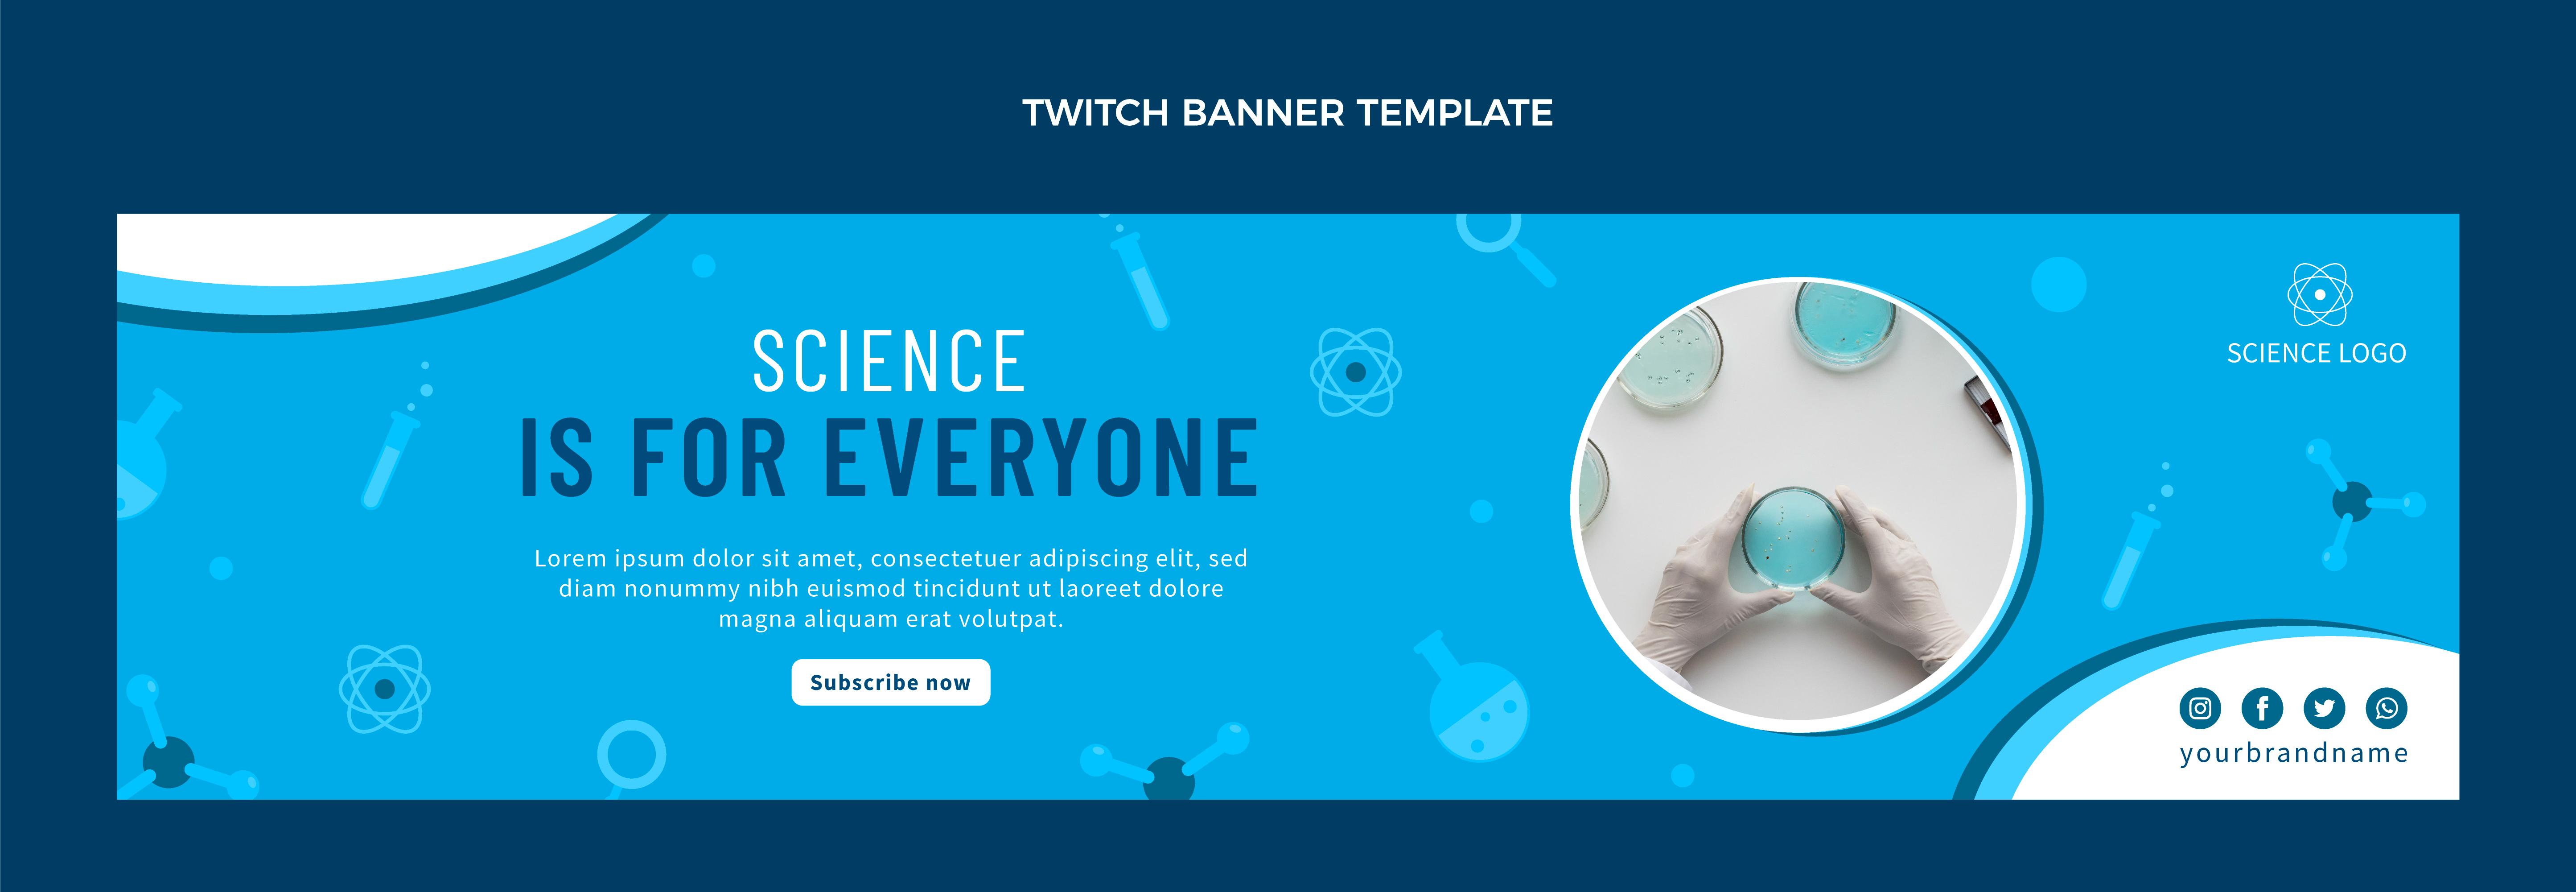 TWITCH BANNER TEMPLATE
SCIENCE
IS FOR EVERYONE
Lorem ipsum dolor sit amet, consectetuer adipiscing elit, sed
diam nonummy nibh euismod tincidunt ut laoreet dolore
magna aliquam erat volutpat.
Subscribe now
SCIENCE LOGO
yourbrandname